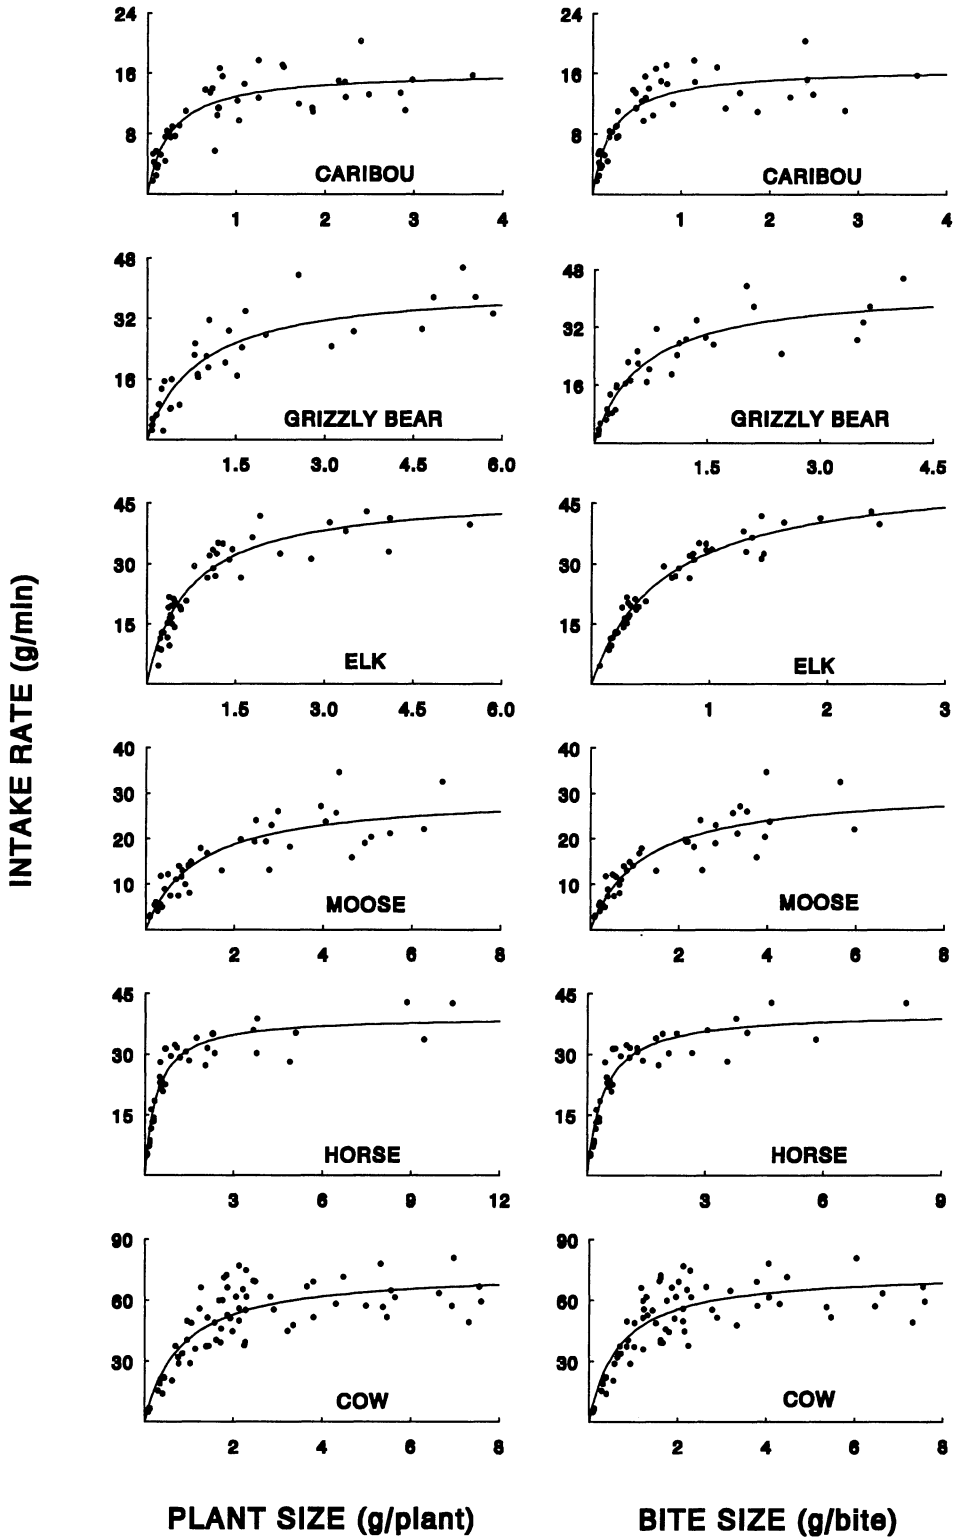 INTAKE RATE (g/min)
24 24
16 16
8 8
CARIBOU CARIBOU
1 2 3 4 1 2 3 4
48 48
32 32
16 16
GRIZZLY BEAR GRIZZLY BEAR
1.5 3.0 4.5 6.0 1.5 3.0 4.5
45 45
30 30
15 15
ELK ELK
1.5 3.0 4.5 6.0 1 2 3
40 40
30 30
20 20
10 10
MOOSE MOOSE
2 4 6 8 2 4 6 8
45 45
30 30
15 15
HORSE HORSE
3 6 9 12 3 6 9
90 90
60 60
30 30
COW COW
2 4 6 8 2 4 6 8
PLANT SIZE (g/plant) BITE SIZE (g/bite)